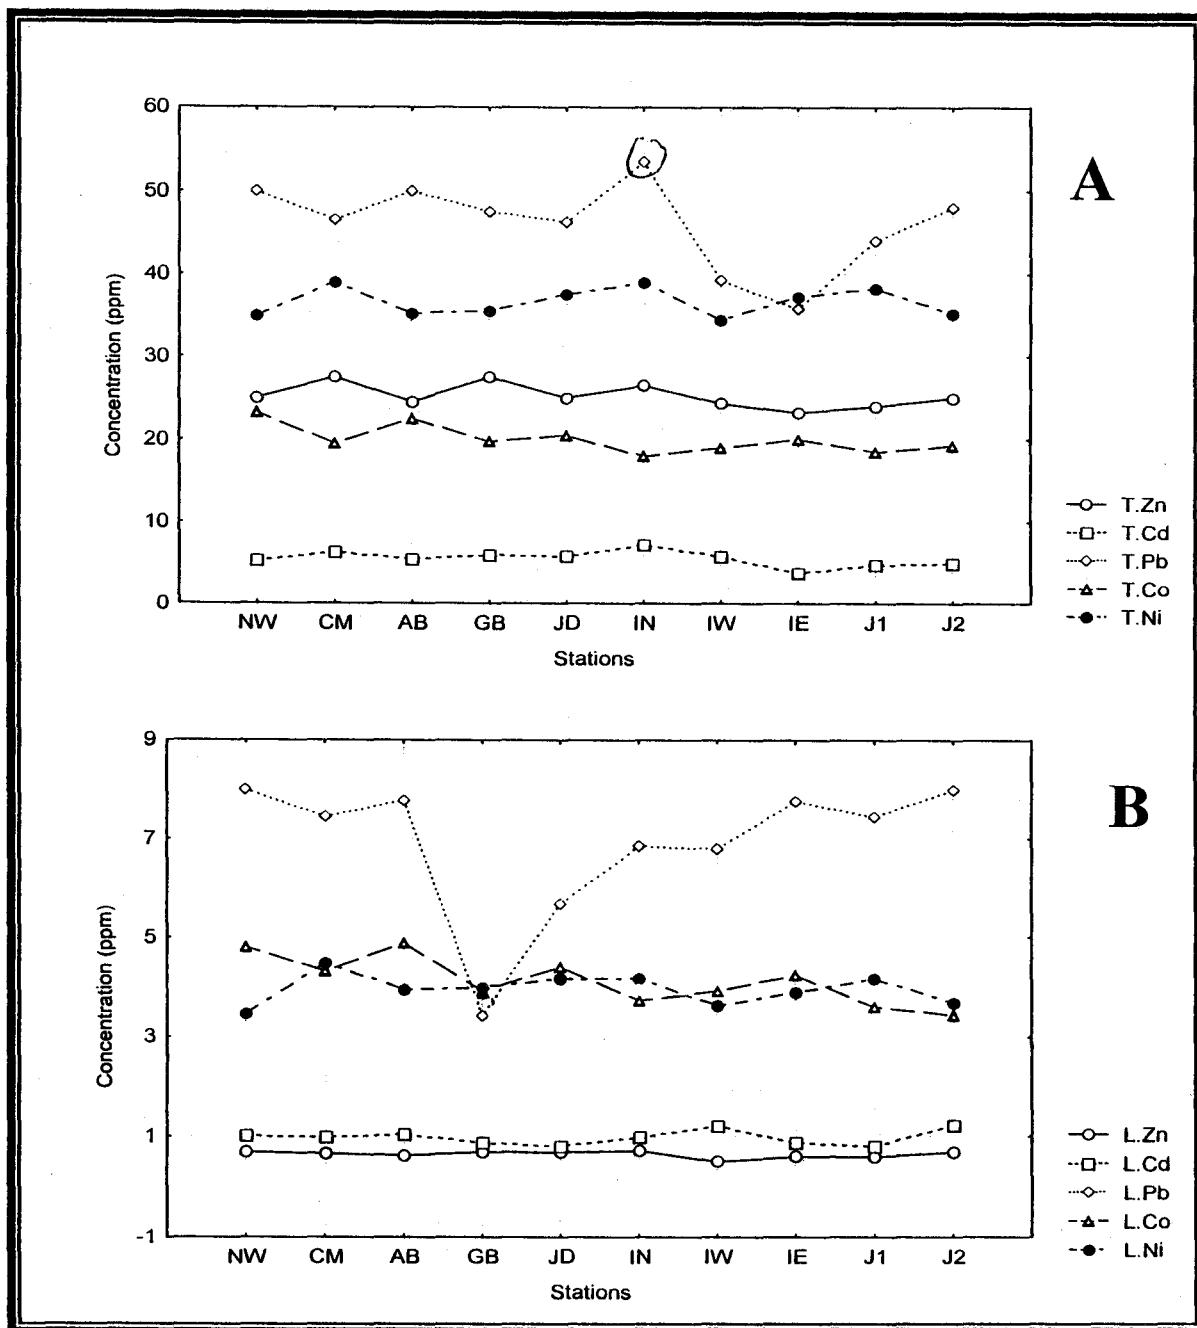 A
60
50
40
30
20
10
0
Concentration (ppm)
NW CM AB GB JD IN IW IE J1 J2
Stations
T.Zn
T.Cd
T.Pb
T.Co
T.Ni
B
9
7
5
3
1
-1
Concentration (ppm)
NW CM AB GB JD IN IW IE J1 J2
Stations
L.Zn
L.Cd
L.Pb
L.Co
L.Ni